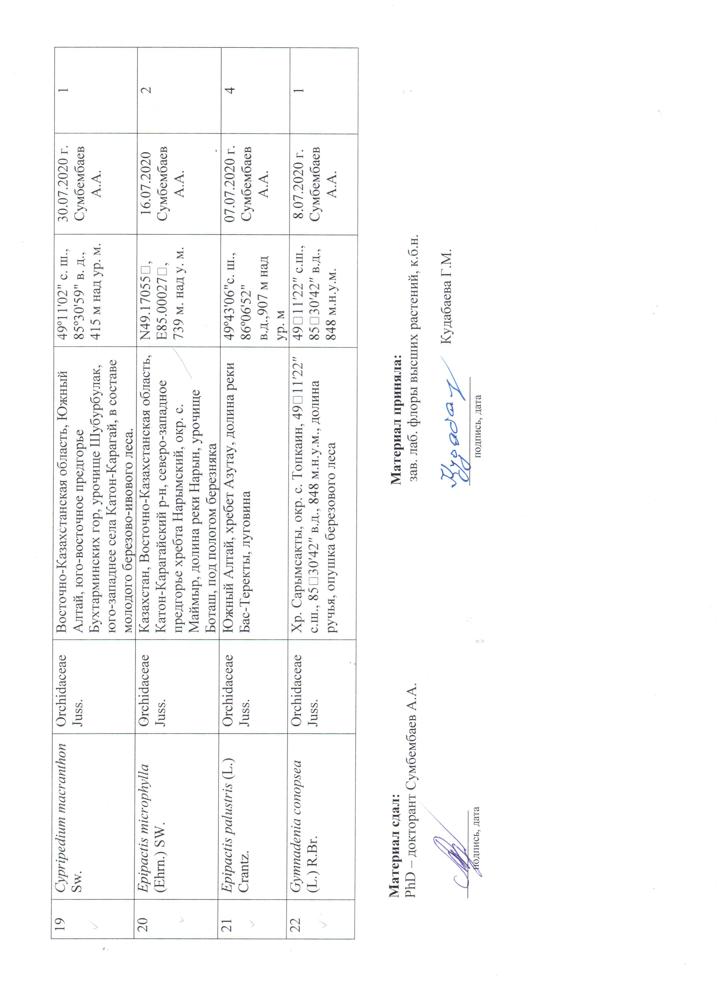 19
Cypripedium macranthon
Sw.
Orchidaceae
Juss.
Восточно-Казахстанская область, Южный
Алтай, юго-восточное предгорье
Бухтарминских гор, урочище Шубурбулак,
юго-западнее села Катон-Карагай, в составе
молодого березово-ивового леса.
49º11'02" с. ш.,
85º30'59" в. д.,
415 м над ур. м.
30.07.2020 г.
Сумбембаев
А.А.
1
20
Epipactis microphylla
(Ehrn.) SW.
Orchidaceae
Juss.
Казахстан, Восточно-Казахстанская область,
Катон-Карагайский р-н, северо-западное
предгорье хребта Нарымский, окр. с.
Маймыр, долина реки Нарын, урочище
Боташ, под пологом березняка
N49.17055□,
E85.00027□,
739 м. над у. м.
16.07.2020
Сумбембаев
А.А.
2
21
Epipactis palustris (L.)
Crantz.
Orchidaceae
Juss.
Южный Алтай, хребет Азутау, долина реки
Бас-Теректы, луговина
49º43'06"с. ш.,
86º06'52"
в.д.,907 м над
ур. м
07.07.2020 г.
Сумбембаев
А.А.
4
22
Gymnadenia conopsea
(L.) R.Br.
Orchidaceae
Juss.
Хр. Сарымсакты, окр. с. Топкаин, 49□11′22″
с.ш., 85□30′42″ в.д., 848 м.н.у.м., долина
ручья, опушка березового леса
49□11′22″ с.ш.,
85□30′42″ в.д.,
848 м.н.у.м.
8.07.2020 г.
Сумбембаев
А.А.
1
Материал сдал:
PhD – докторант Сумбембаев А.А.
подпись, дата
Материал приняла:
зав. лаб. флоры высших растений, к.б.н.
Кудабаева Г.М.
подпись, дата